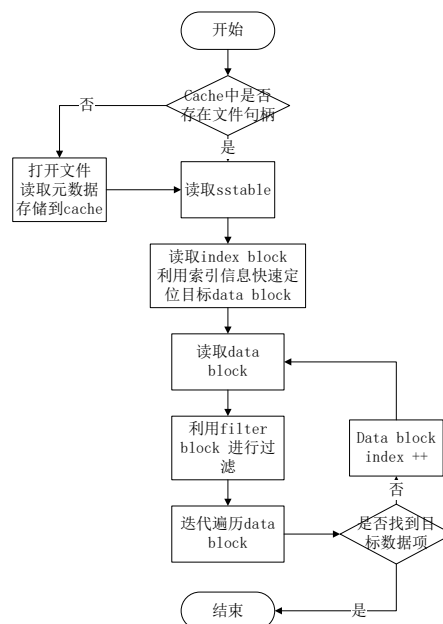 开始
Cache中是否
存在文件句柄
否
是
打开文件
读取元数据
存储到cache
读取sstable
读取index block
利用索引信息快速定
位目标data block
读取data
block
利用filter
block 进行过
滤
Data block
index ++
否
迭代遍历data
block
是否找到目
标数据项
是
结束